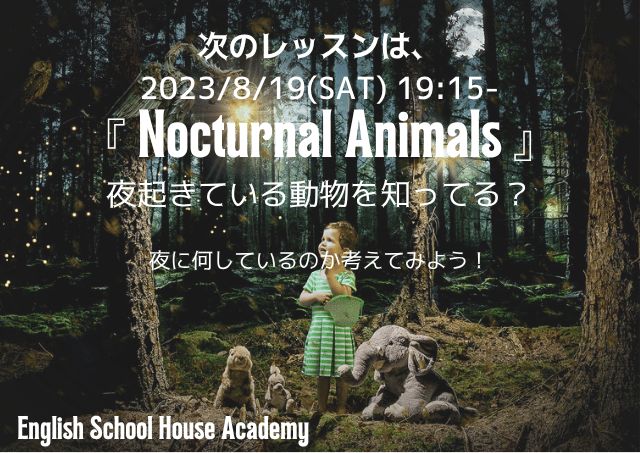 次のレッスンは、
2023/8/19(SAT) 19:15-
『 Nocturnal Animals 』
夜起きている動物を知ってる？
夜に何しているのか考えてみよう！
English School House Academy